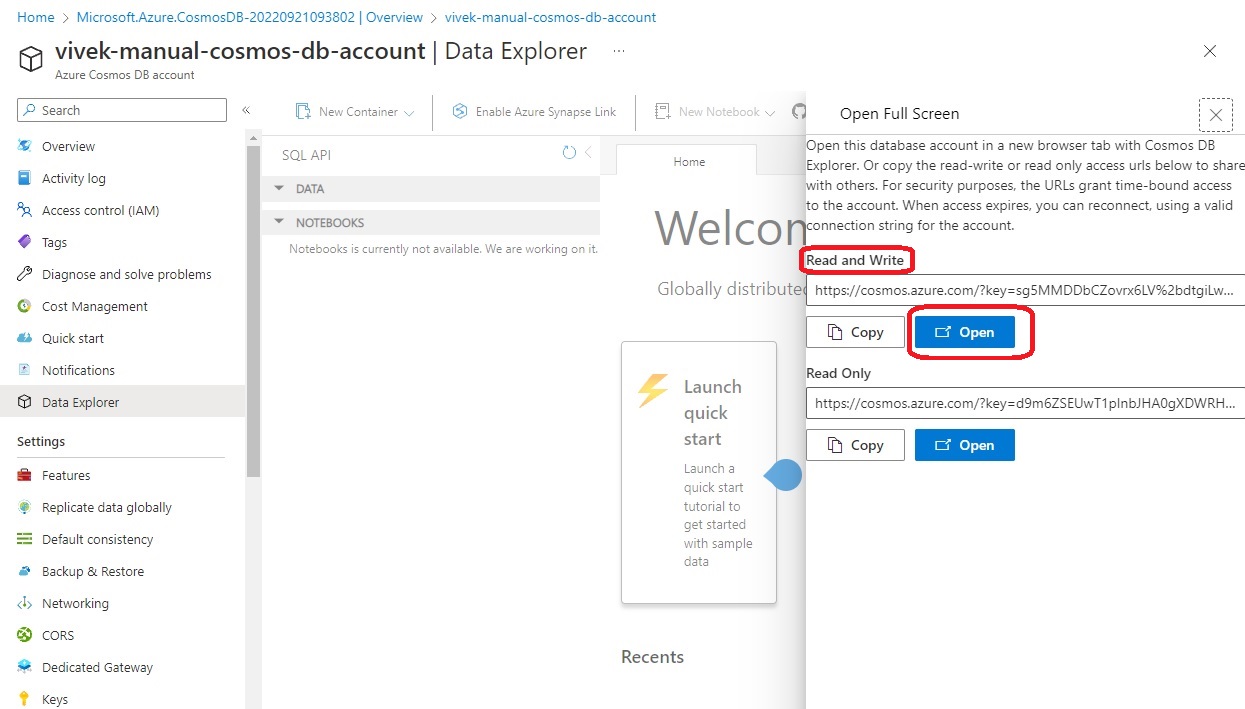 Home > Microsoft.Azure.CosmosDB-20220921093802 | Overview > vivek-manual-cosmos-db-account
vivek-manual-cosmos-db-account | Data Explorer ...
Azure Cosmos DB account
Search
Overview
Activity log
Access control (IAM)
Tags
Diagnose and solve problems
Cost Management
Quick start
Notifications
Data Explorer
Settings
Features
Replicate data globally
Default consistency
Backup & Restore
Networking
CORS
Dedicated Gateway
Keys
New Container
Enable Azure Synapse Link
New Notebook
SQL API
DATA
NOTEBOOKS
Notebooks is currently not available. We are working on it.
Home
Welcom
Globally distributed
Launch
quick
start
Launch a
quick start
tutorial to
get started
with sample
data
Recents
Open Full Screen
Open this database account in a new browser tab with Cosmos DB
Explorer. Or copy the read-write or read only access urls below to share
with others. For security purposes, the URLs grant time-bound access
to the account. When access expires, you can reconnect, using a valid
connection string for the account.
Read and Write
https://cosmos.azure.com/?key=sg5MMDDbCZovrx6LV%2bdtgiLw...
Copy
Open
Read Only
https://cosmos.azure.com/?key=d9m6ZSEUwT1pInbJHA0gXDWRH...
Copy
Open